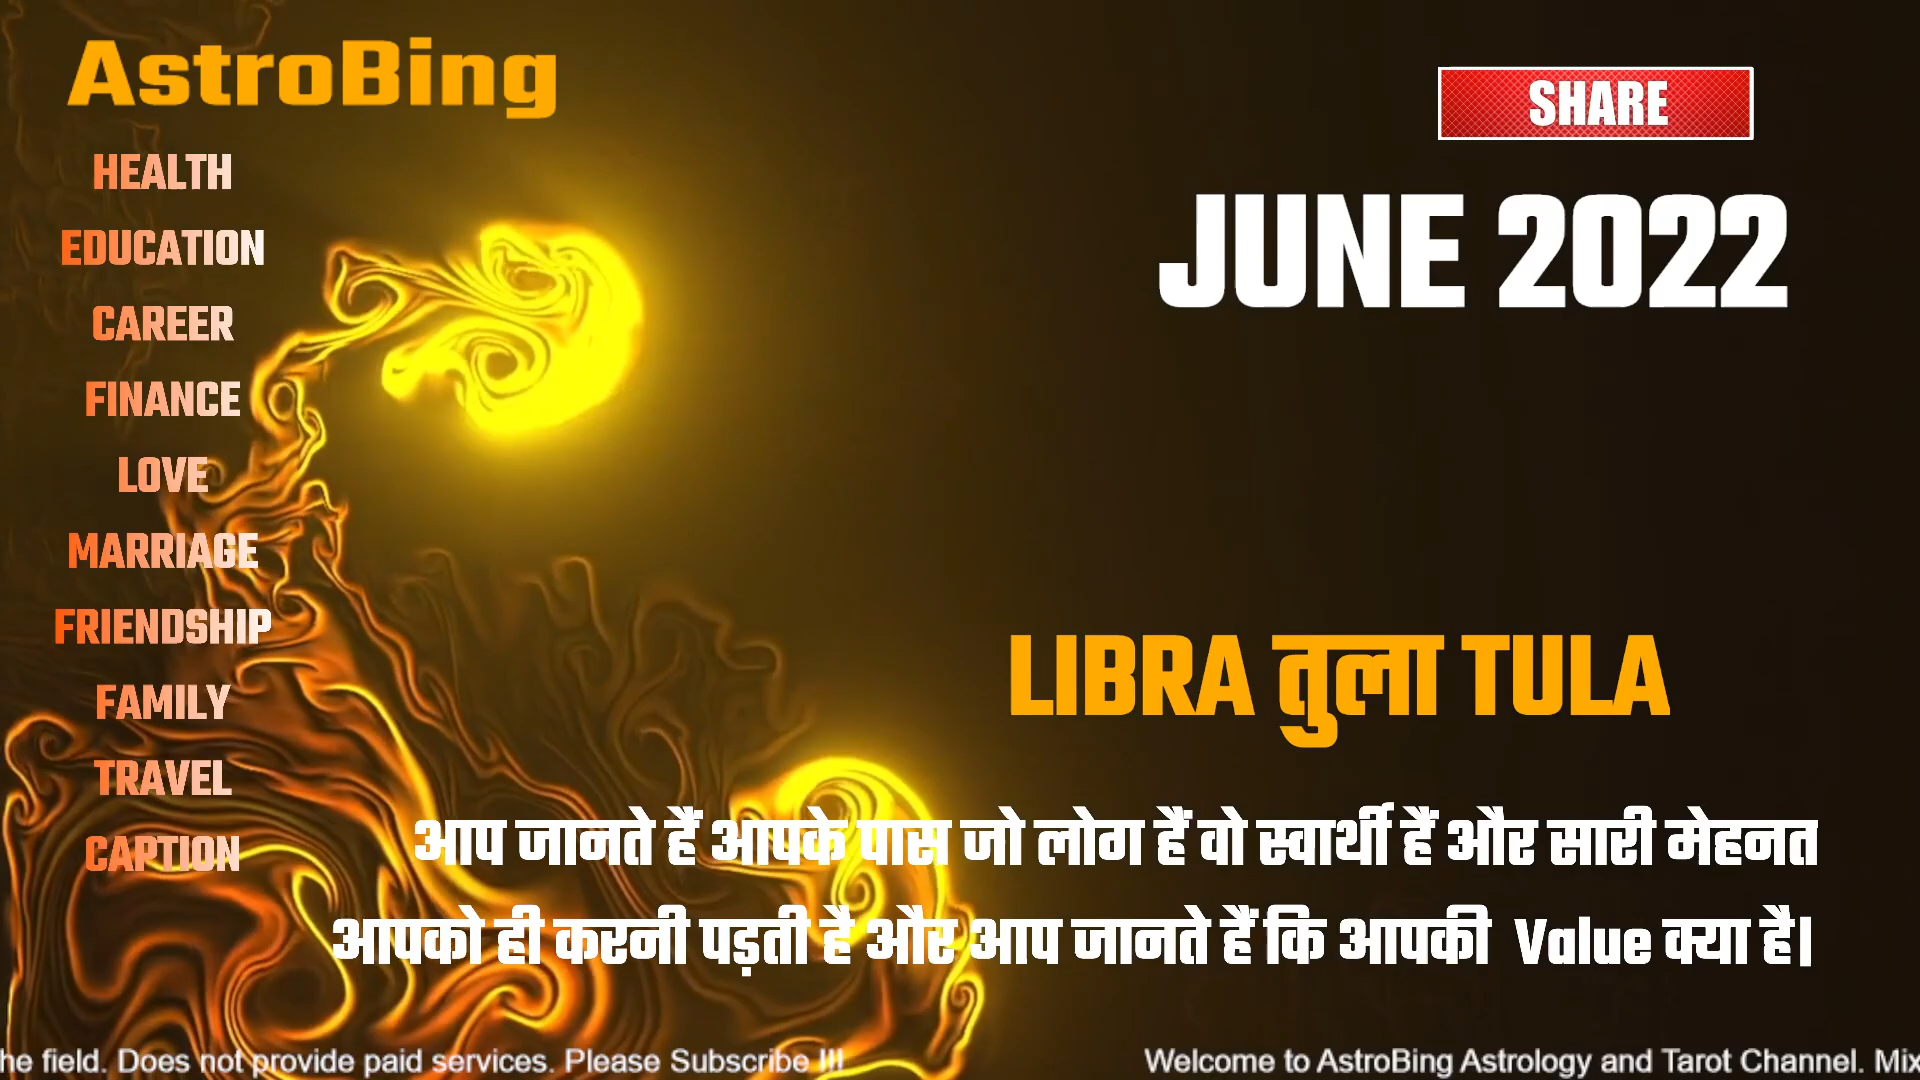 AstroBing
SHARE
HEALTH
EDUCATION
CAREER
FINANCE
LOVE
MARRIAGE
FRIENDSHIP
FAMILY
TRAVEL
CAPTION
JUNE 2022
LIBRA तुला TULA
आप जानते हैं आपके पास जो लोग हैं वो स्वार्थी हैं और सारी मेहनत
आपको ही करनी पड़ती है और आप जानते हैं कि आपकी Value क्या है।
he field. Does not provide paid services. Please Subscribe !!! Welcome to AstroBing Astrology and Tarot Channel. Mix